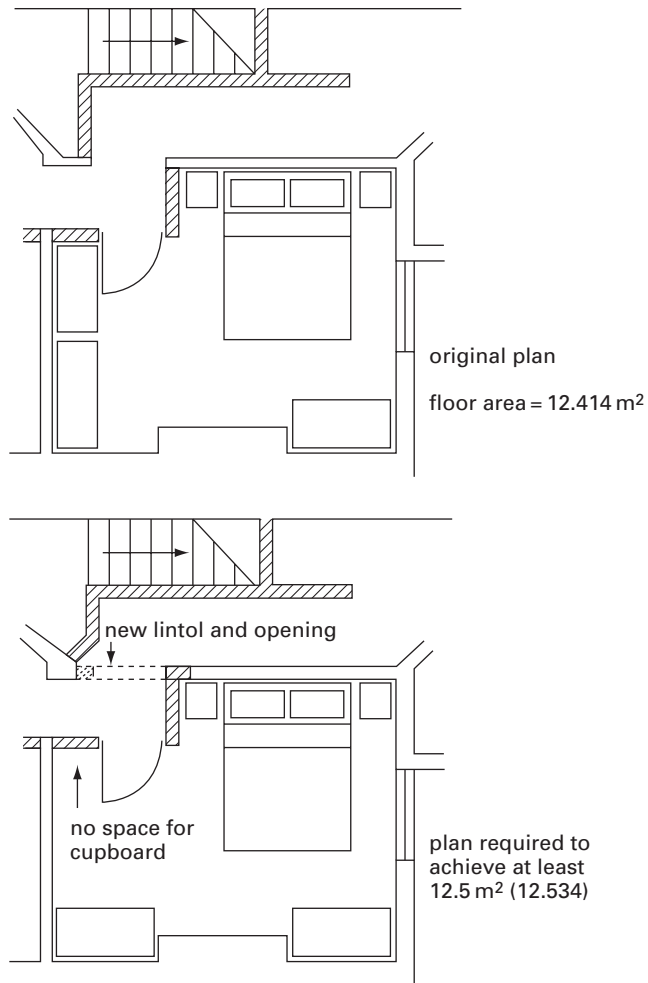 original plan
floor area = 12.414 m²
new lintol and opening
no space for
cupboard
plan required to
achieve at least
12.5 m² (12.534)